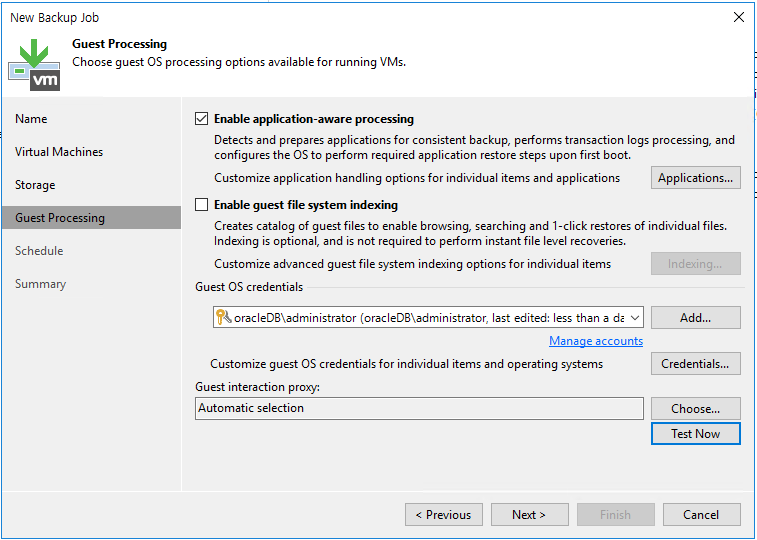 New Backup Job
Guest Processing
Choose guest OS processing options available for running VMs.
vm
Name
Virtual Machines
Storage
Guest Processing
Schedule
Summary
Enable application-aware processing
Detects and prepares applications for consistent backup, performs transaction logs processing, and
configures the OS to perform required application restore steps upon first boot.
Customize application handling options for individual items and applications
Applications...
Enable guest file system indexing
Creates catalog of guest files to enable browsing, searching and 1-click restores of individual files.
Indexing is optional, and is not required to perform instant file level recoveries.
Customize advanced guest file system indexing options for individual items
Indexing...
Guest OS credentials
oracleDB\administrator (oracleDB\administrator, last edited: less than a da
Add...
Manage accounts
Customize guest OS credentials for individual items and operating systems
Credentials...
Guest interaction proxy:
Automatic selection
Choose...
Test Now
< Previous
Next >
Finish
Cancel